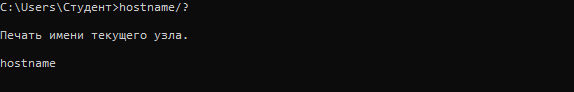 C:\Users\Студент>hostname/?
Печать имени текущего узла.
hostname